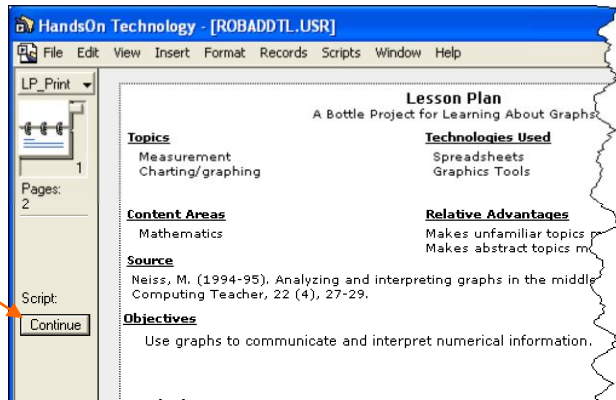 HandsOn Technology - [ROBADDTL.USR]
File Edit View Insert Format Records Scripts Window Help
LP_Print
1
Pages:
2
Script:
Continue
Lesson Plan
A Bottle Project for Learning About Graphs
Topics
Measurement
Charting/graphing
Technologies Used
Spreadsheets
Graphics Tools
Content Areas
Mathematics
Relative Advantages
Makes unfamiliar topics
Makes abstract topics
Source
Neiss, M. (1994-95). Analyzing and interpreting graphs in the middle
Computing Teacher, 22 (4), 27-29.
Objectives
Use graphs to communicate and interpret numerical information.